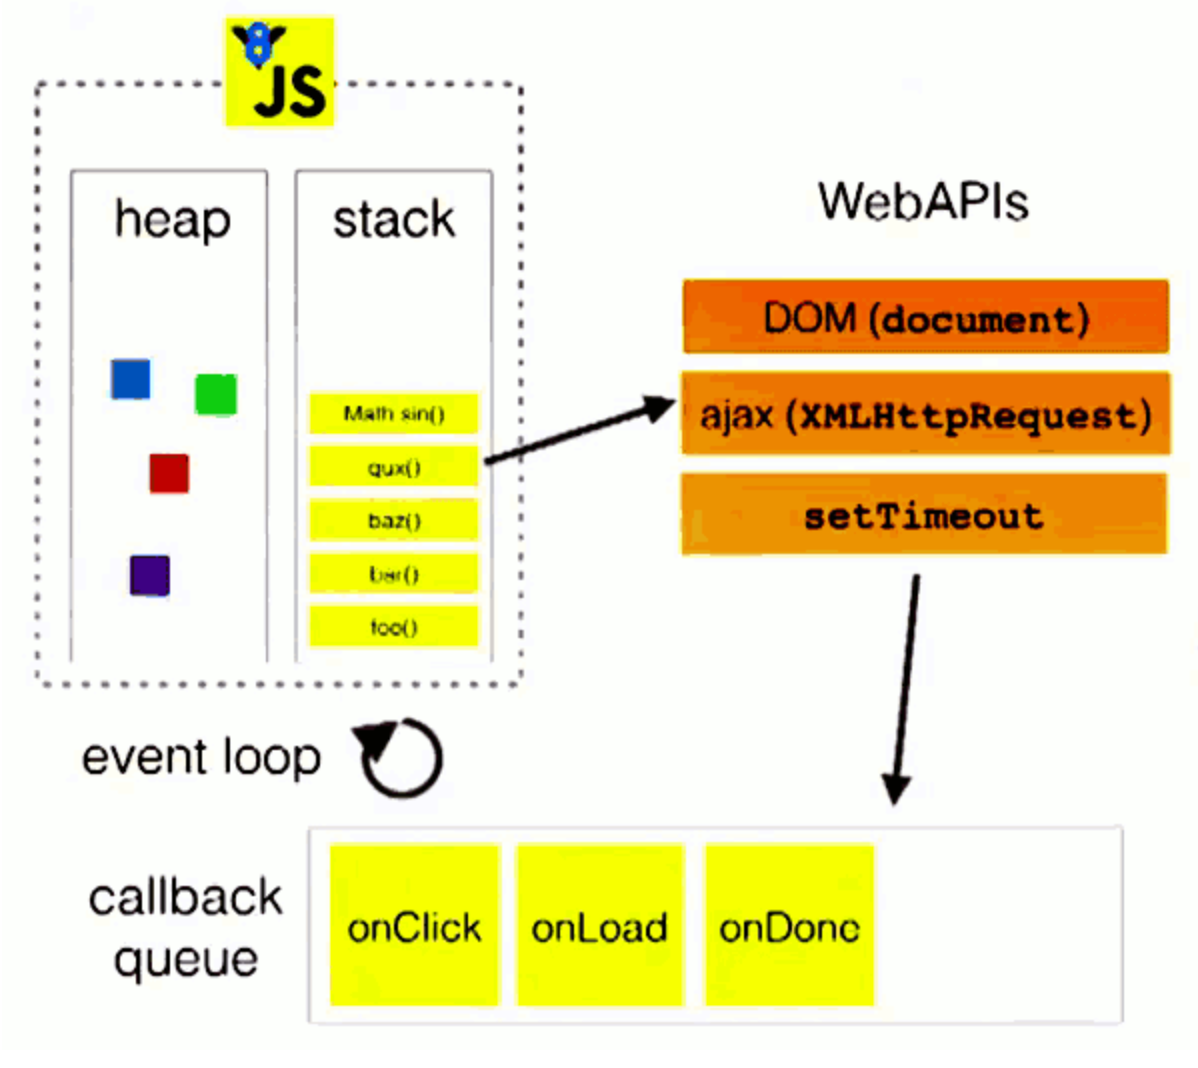 8
JS
heap
stack
Math sin()
qux()
baz()
bar()
foo()
WebAPIs
DOM (document)
ajax (XMLHttpRequest)
setTimeout
event loop
callback
queue
onClick
onLoad
onDone